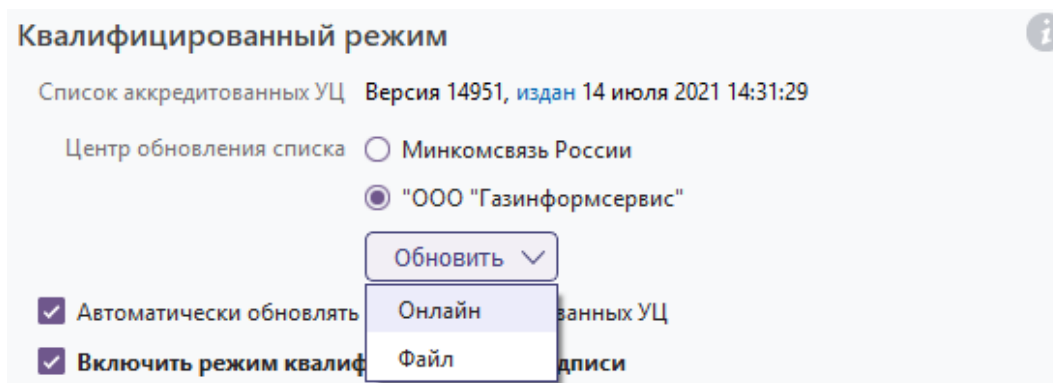 Квалифицированный режим
Список аккредитованных УЦ Версия 14951, издан 14 июля 2021 14:31:29
Центр обновления списка Минкомсвязь России
"ООО "Газинформсервис"
Обновить
Автоматически обновлять Онлайн ванных УЦ
Файл
Включить режим квалиф дписи